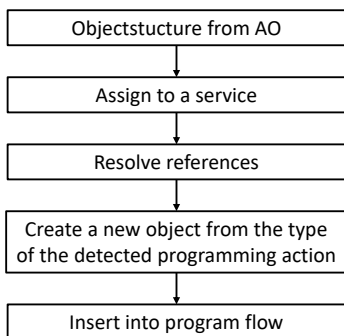 Objectstucture from AO
Assign to a service
Resolve references
Create a new object from the type
of the detected programming action
Insert into program flow